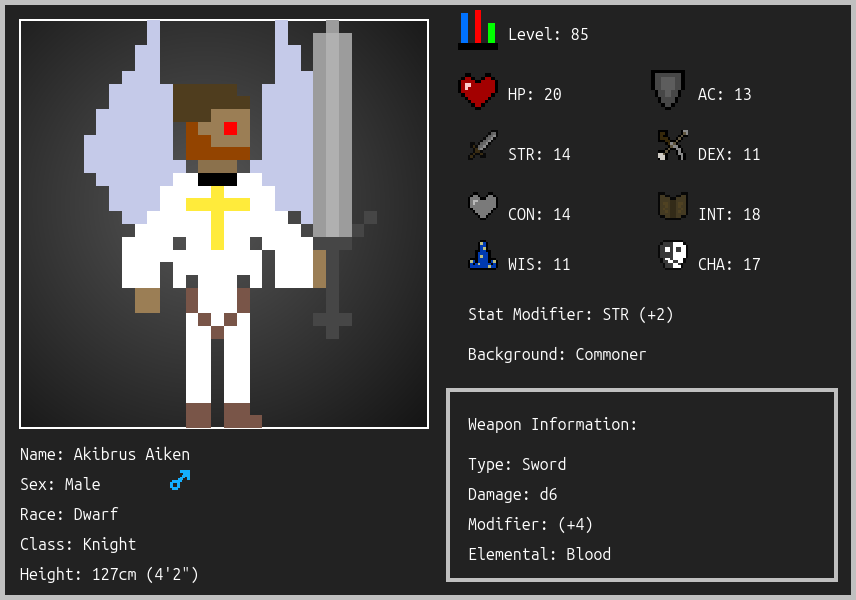 Level: 85
HP: 20
AC: 13
STR: 14
DEX: 11
CON: 14
INT: 18
WIS: 11
CHA: 17
Stat Modifier: STR (+2)
Background: Commoner
Weapon Information:
Type: Sword
Damage: d6
Modifier: (+4)
Elemental: Blood
Name: Akibrus Aiken
Sex: Male
Race: Dwarf
Class: Knight
Height: 127cm (4'2")